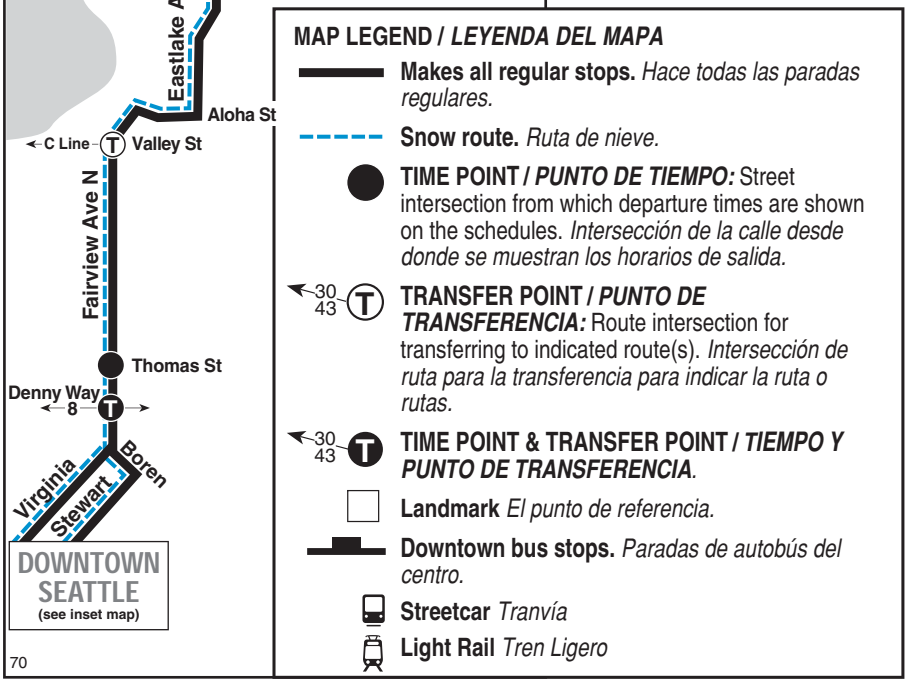 Eastlake A
Aloha St
C Line
T
Valley St
Fairview Ave N
Thomas St
Denny Way
8
T
Boren
Virginia
Stewart
DOWNTOWN
SEATTLE
(see inset map)
70
MAP LEGEND / LEYENDA DEL MAPA
Makes all regular stops. Hace todas las paradas
regulares.
Snow route. Ruta de nieve.
TIME POINT / PUNTO DE TIEMPO: Street
intersection from which departure times are shown
on the schedules. Intersección de la calle desde
donde se muestran los horarios de salida.
30
43
T
TRANSFER POINT / PUNTO DE
TRANSFERENCIA: Route intersection for
transferring to indicated route(s). Intersección de
ruta para la transferencia para indicar la ruta o
rutas.
30
43
T
TIME POINT & TRANSFER POINT / TIEMPO Y
PUNTO DE TRANSFERENCIA.
Landmark El punto de referencia.
Downtown bus stops. Paradas de autobús del
centro.
Streetcar Tranvía
Light Rail Tren Ligero